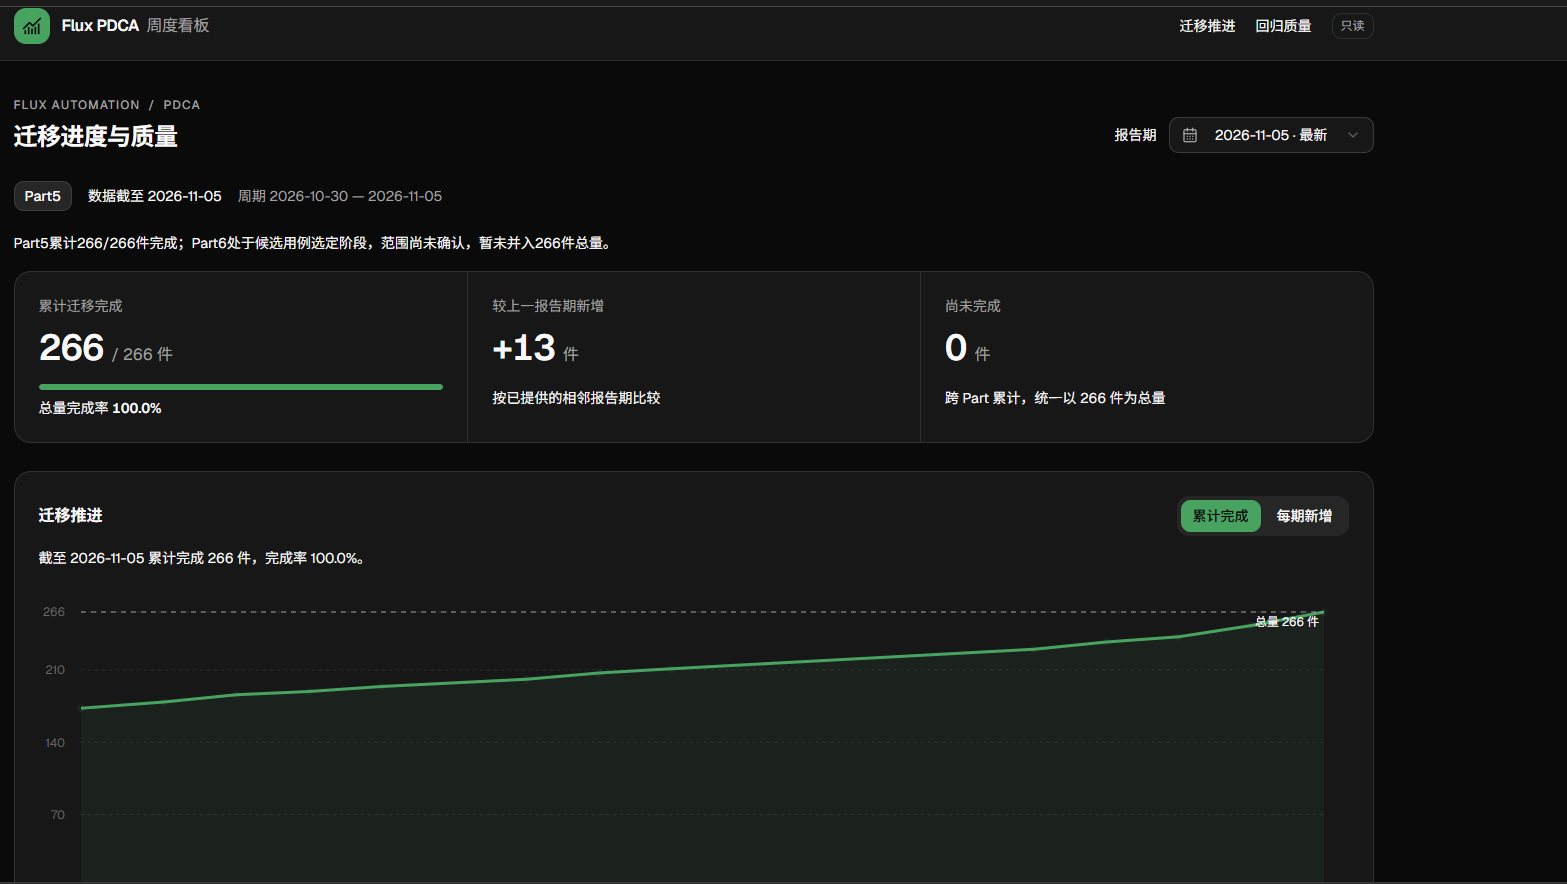 Flux PDCA 周度看板
迁移推进 回归质量 只读
FLUX AUTOMATION / PDCA
迁移进度与质量
报告期 2026-11-05 · 最新
Part5 数据截至 2026-11-05 周期 2026-10-30 — 2026-11-05
Part5累计266/266件完成；Part6处于候选用例选定阶段，范围尚未确认，暂未并入266件总量。
累计迁移完成
266 / 266 件
总量完成率 100.0%
较上一报告期新增
+13 件
按已提供的相邻报告期比较
尚未完成
0 件
跨 Part 累计，统一以 266 件为总量
迁移推进
累计完成 每期新增
截至 2026-11-05 累计完成 266 件，完成率 100.0%。
266
总量 266 件
210
140
70